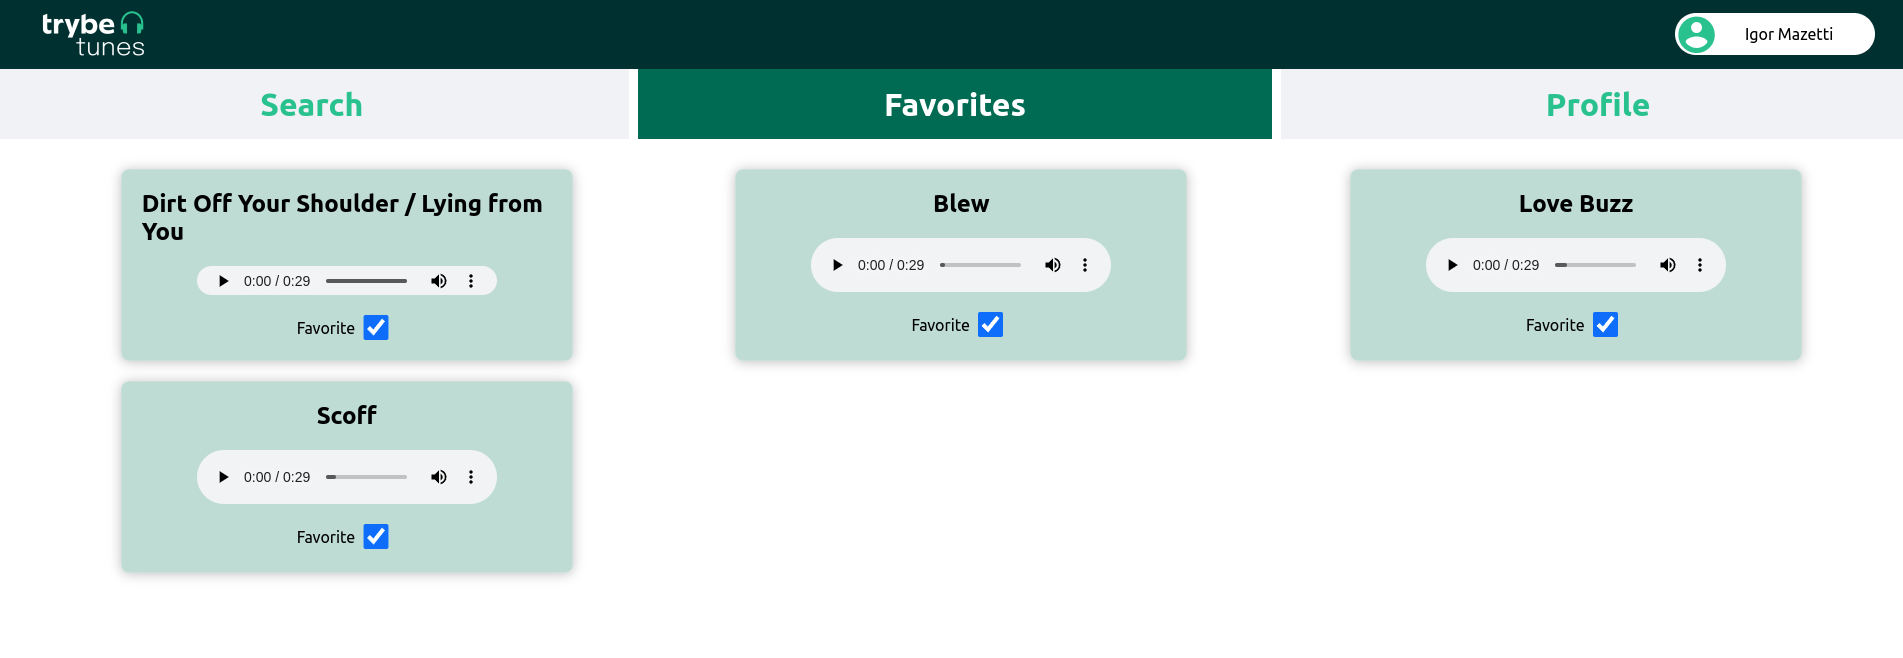 trybe
tunes
Igor Mazetti
Search
Favorites
Profile
Dirt Off Your Shoulder / Lying from
You
0:00 / 0:29
Favorite
Blew
0:00 / 0:29
Favorite
Love Buzz
0:00 / 0:29
Favorite
Scoff
0:00 / 0:29
Favorite